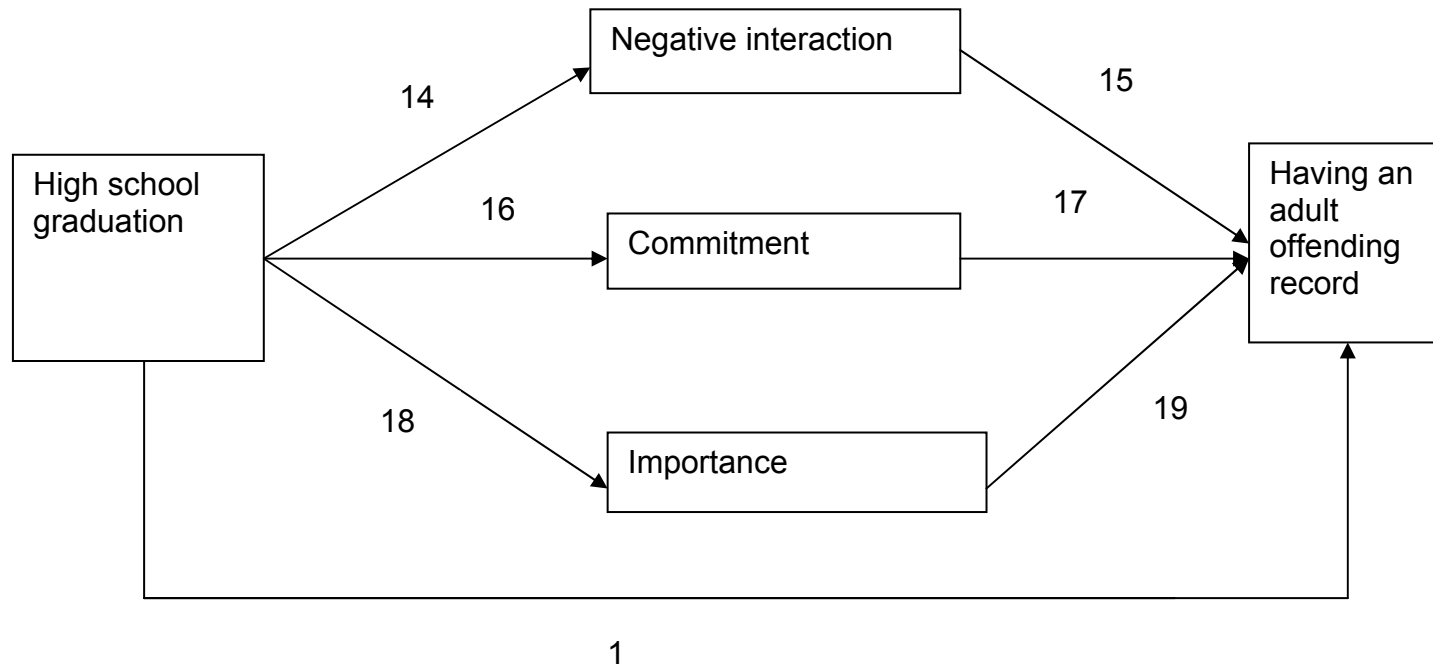 Negative interaction
14
15
High school
graduation
Having an
adult
offending
record
16
17
Commitment
18
19
Importance
1